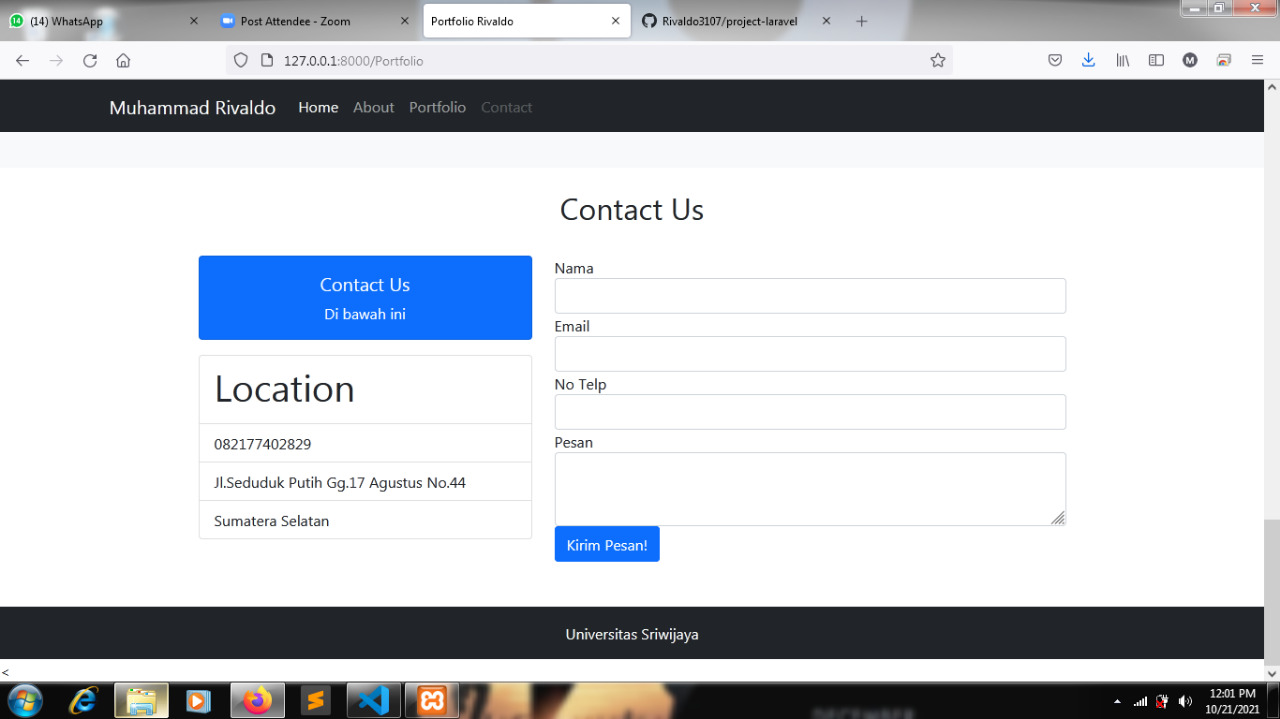 14 (14) WhatsApp
Post Attendee - Zoom
Portfolio Rivaldo
Rivaldo3107/project-laravel
127.0.0.1:8000/Portfolio
M
Muhammad Rivaldo Home About Portfolio Contact
Contact Us
Contact Us
Di bawah ini
Location
082177402829
Jl.Seduduk Putih Gg.17 Agustus No.44
Sumatera Selatan
Nama
Email
No Telp
Pesan
Kirim Pesan!
Universitas Sriwijaya
<
12:01 PM
10/21/2021
DECEMBER